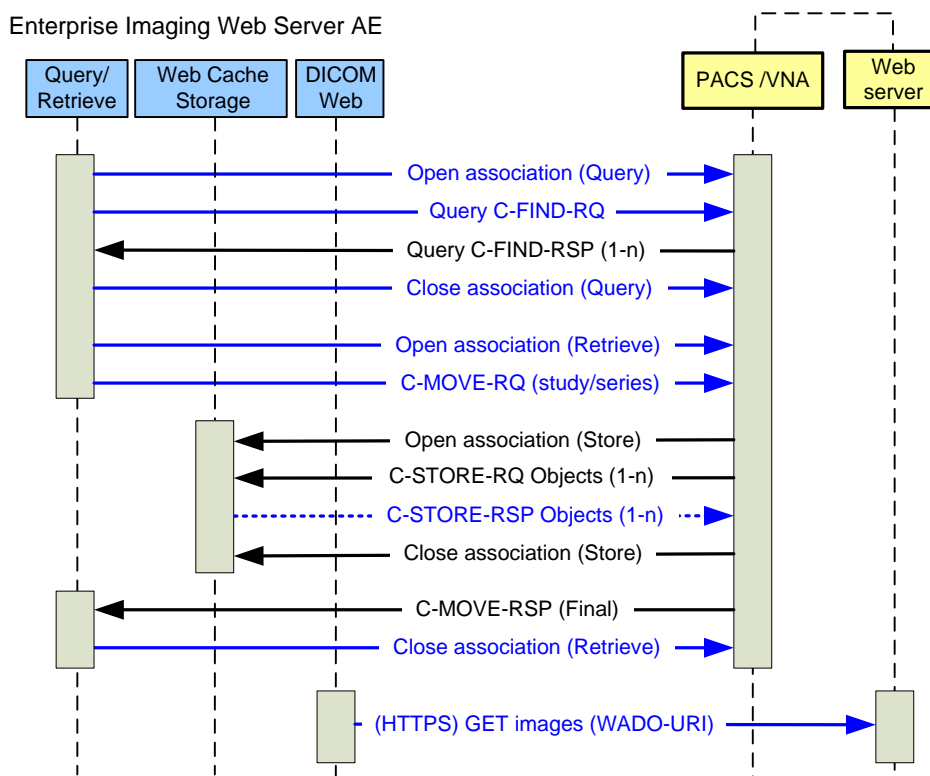 Enterprise Imaging Web Server AE
Query/
Retrieve
Web Cache
Storage
DICOM
Web
PACS /VNA
Web
server
Open association (Query)
Query C-FIND-RQ
Query C-FIND-RSP (1-n)
Close association (Query)
Open association (Retrieve)
C-MOVE-RQ (study/series)
Open association (Store)
C-STORE-RQ Objects (1-n)
C-STORE-RSP Objects (1-n)
Close association (Store)
C-MOVE-RSP (Final)
Close association (Retrieve)
(HTTPS) GET images (WADO-URI)